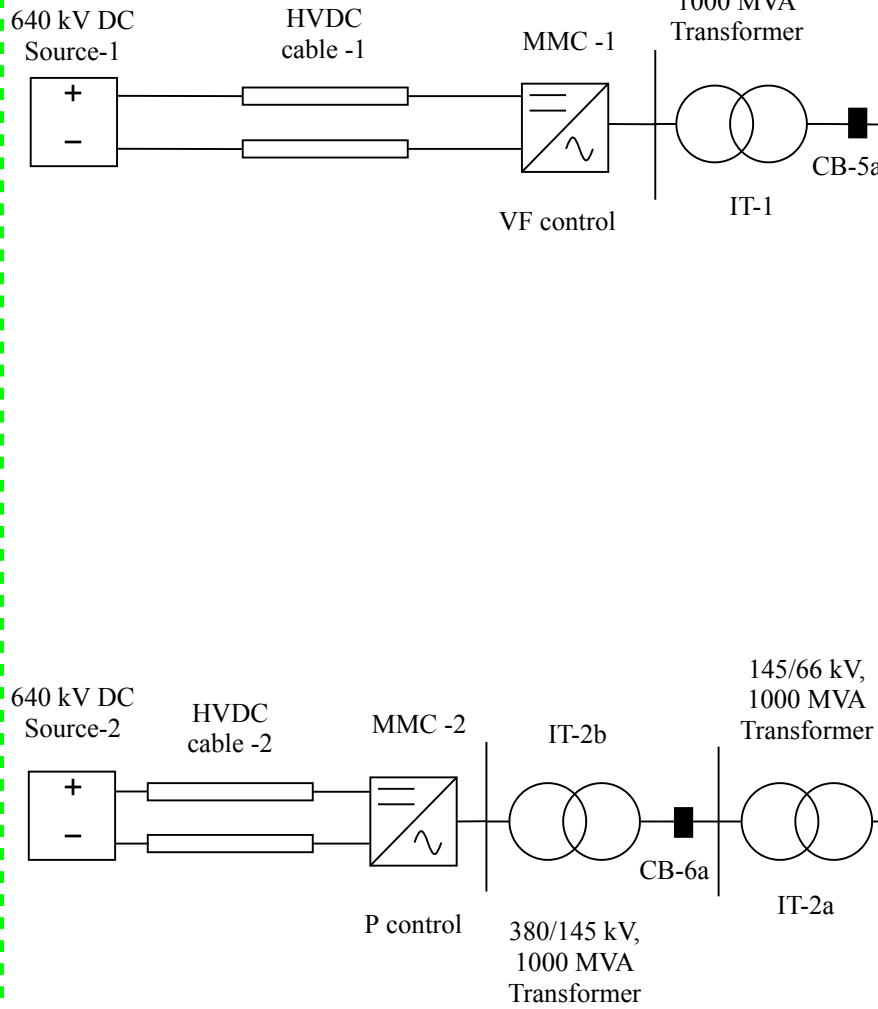 640 kV DC
Source-1
HVDC
cable -1
MMC -1
1000 MVA
Transformer
+
−
CB-5a
IT-1
VF control
640 kV DC
Source-2
HVDC
cable -2
MMC -2
IT-2b
145/66 kV,
1000 MVA
Transformer
+
−
CB-6a
IT-2a
P control
380/145 kV,
1000 MVA
Transformer